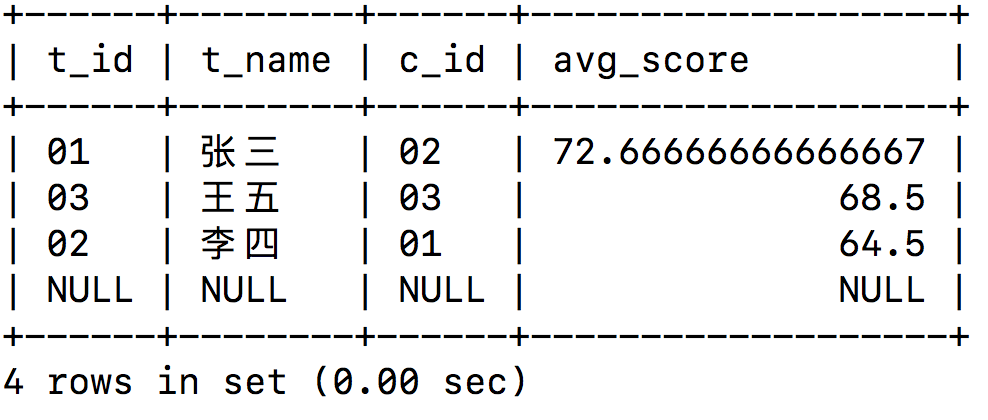 +------+--------+------+-------------------+
| t_id | t_name | c_id | avg_score         |
+------+--------+------+-------------------+
| 01   | 张三   | 02   | 72.66666666666667 |
| 03   | 王五   | 03   |              68.5 |
| 02   | 李四   | 01   |              64.5 |
| NULL | NULL   | NULL |              NULL |
+------+--------+------+-------------------+
4 rows in set (0.00 sec)